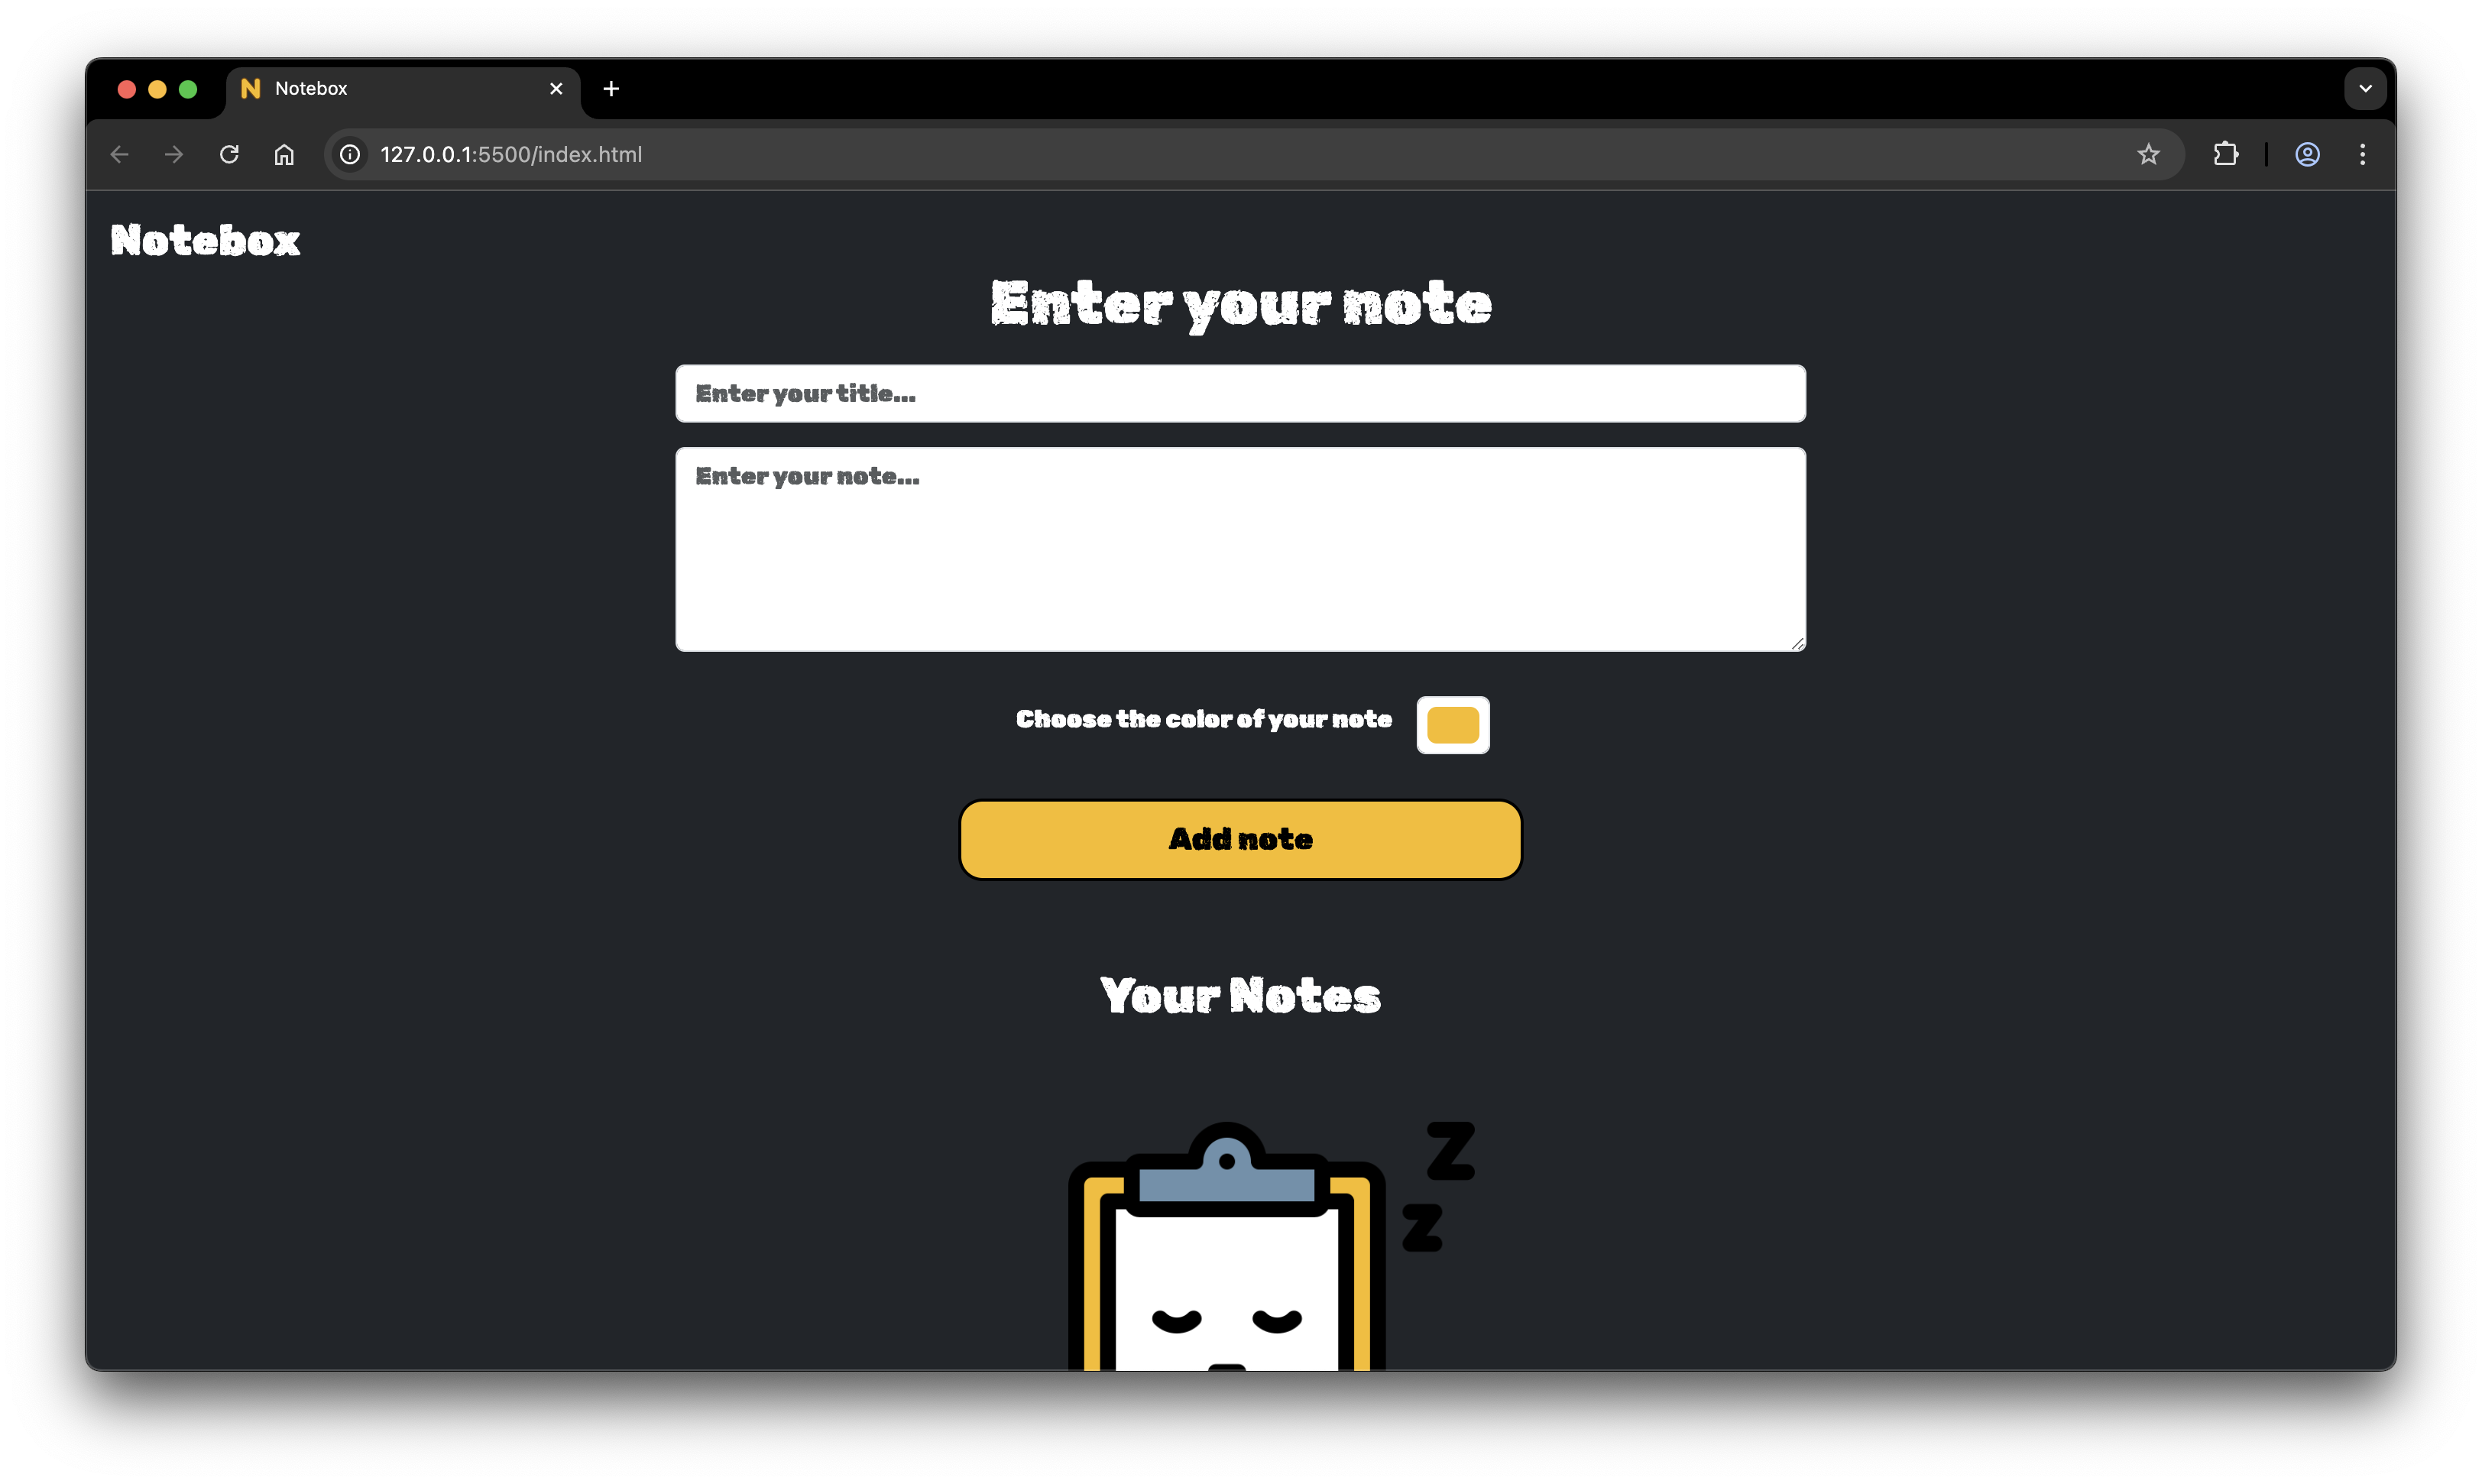 Notebox
127.0.0.1:5500/index.html
Notebox
Enter your note
Enter your title...
Enter your note...
Choose the color of your note
Add note
Your Notes
Z
Z